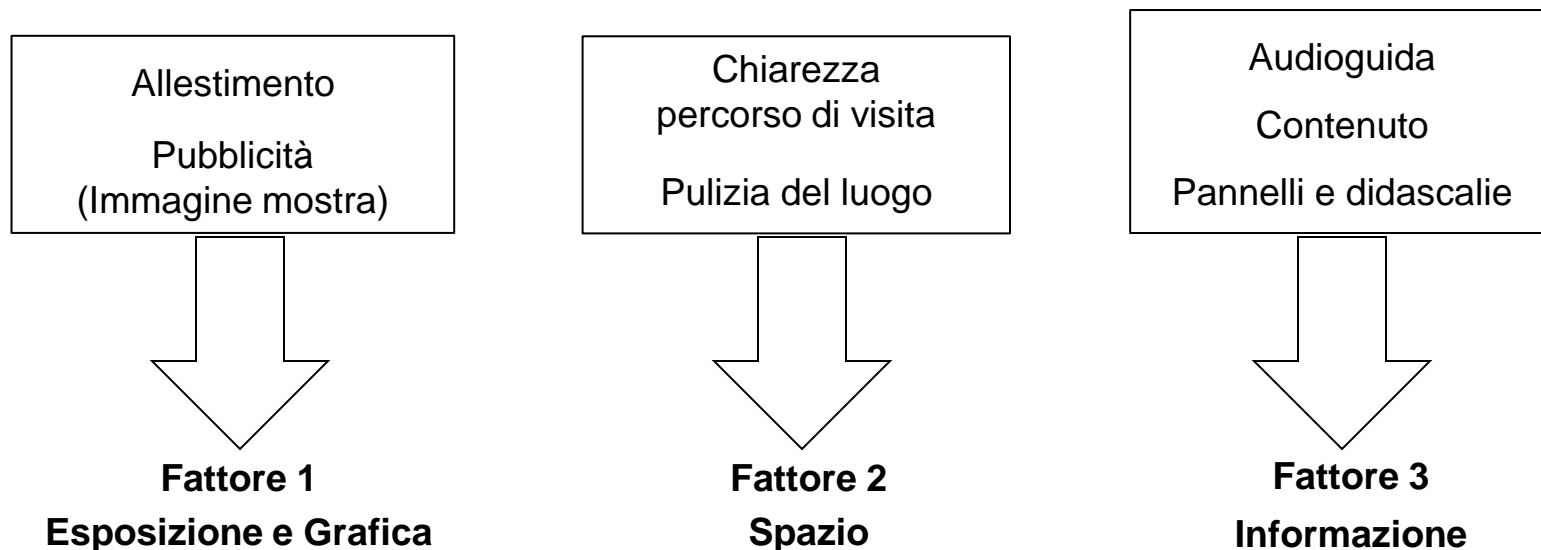 Allestimento
Pubblicità
(Immagine mostra)
Chiarezza
percorso di visita
Pulizia del luogo
Audioguida
Contenuto
Pannelli e didascalie
Fattore 1
Esposizione e Grafica
Fattore 2
Spazio
Fattore 3
Informazione